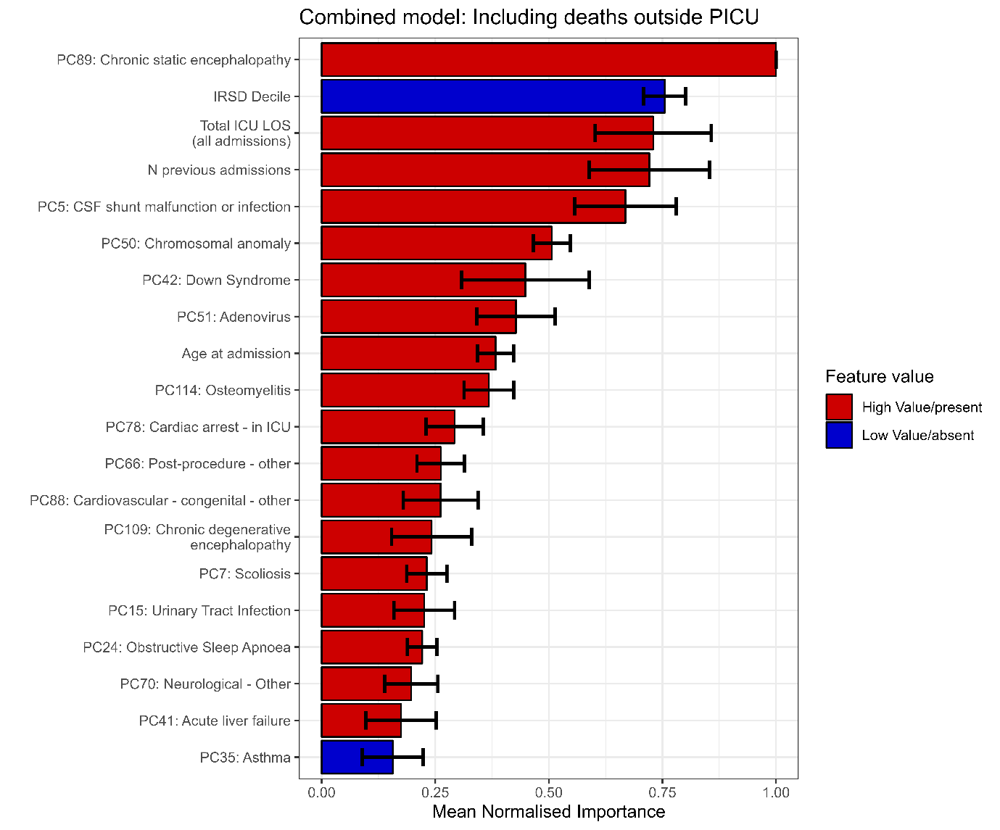 Combined model: Including deaths outside PICU
PC89: Chronic static encephalopathy
IRSD Decile
Total ICU LOS
(all admissions)
N previous admissions
PC5: CSF shunt malfunction or infection
PC50: Chromosomal anomaly
PC42: Down Syndrome
PC51: Adenovirus
Age at admission
PC114: Osteomyelitis
PC78: Cardiac arrest - in ICU
PC66: Post-procedure - other
PC88: Cardiovascular - congenital - other
PC109: Chronic degenerative
encephalopathy
PC7: Scoliosis
PC15: Urinary Tract Infection
PC24: Obstructive Sleep Apnoea
PC70: Neurological - Other
PC41: Acute liver failure
PC35: Asthma
0.00 0.25 0.50 0.75 1.00
Mean Normalised Importance
Feature value
High Value/present
Low Value/absent